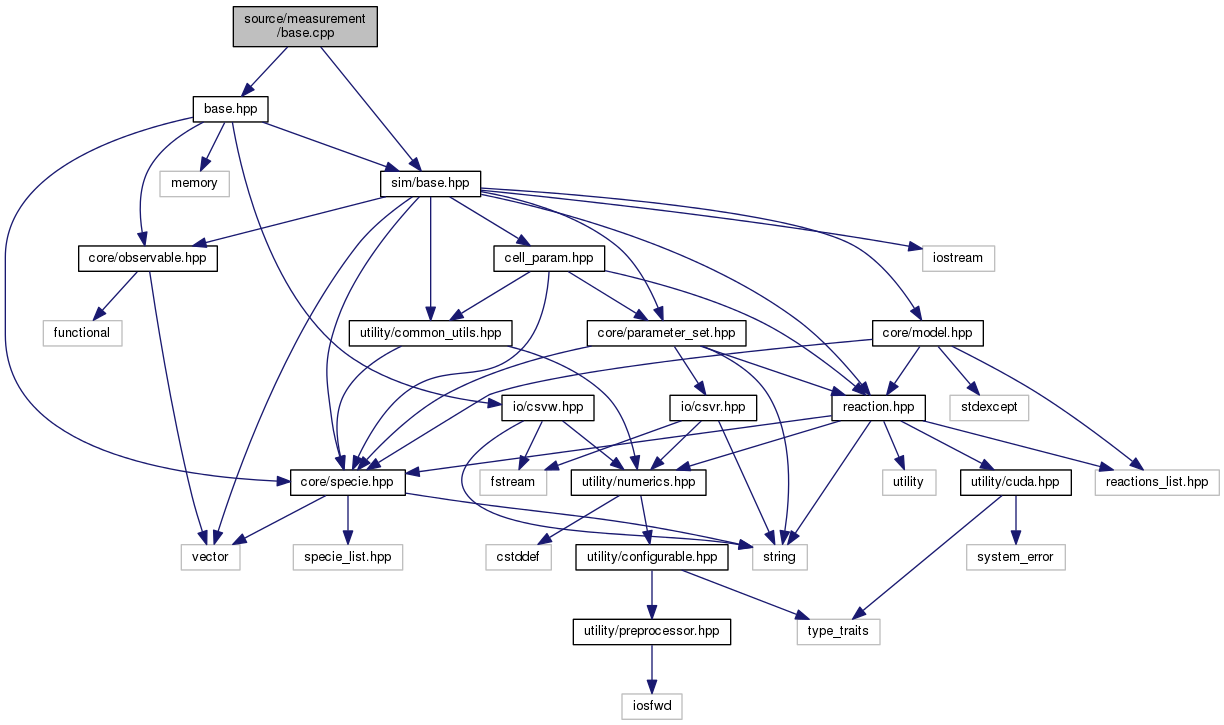 source/measurement
/base.cpp
base.hpp
memory
sim/base.hpp
core/observable.hpp
cell_param.hpp
iostream
functional
utility/common_utils.hpp
core/parameter_set.hpp
core/model.hpp
io/csvw.hpp
io/csvr.hpp
reaction.hpp
stdexcept
core/specie.hpp
fstream
utility/numerics.hpp
utility
utility/cuda.hpp
reactions_list.hpp
vector
specie_list.hpp
cstddef
utility/configurable.hpp
string
system_error
utility/preprocessor.hpp
type_traits
iosfwd